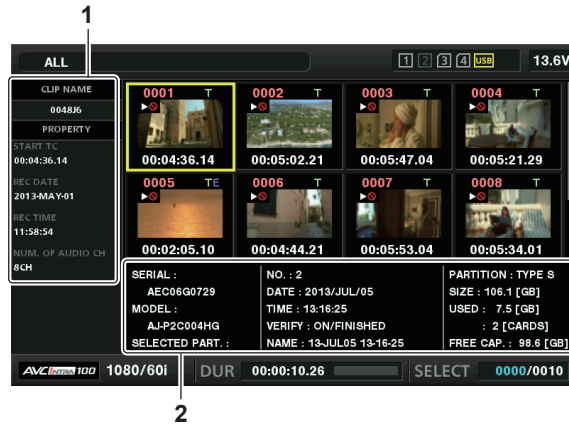 1
ALL
1 2 3 4 USB
13.6V
CLIP NAME
0048J6
PROPERTY
START TC
00:04:36.14
REC DATE
2013-MAY-01
REC TIME
11:58:54
NUM. OF AUDIO CH
8CH
0001 T
00:04:36.14
0002 T
00:05:02.21
0003 T
00:05:47.04
0004 T
00:05:21.29
0005 TE
00:02:05.10
0006 T
00:04:44.21
0007 T
00:05:53.04
0008 T
00:05:34.01
SERIAL :
AEC06G0729
MODEL :
AJ-P2C004HG
SELECTED PART. :
NO. : 2
DATE : 2013/JUL/05
TIME : 13:16:25
VERIFY : ON/FINISHED
NAME : 13-JUL05 13-16-25
PARTITION : TYPE S
SIZE : 106.1 [GB]
USED : 7.5 [GB]
: 2 [CARDS]
FREE CAP. : 98.6 [GB]
AVC INTRA 100 1080/60i DUR 00:00:10.26 SELECT 0000/0010
2